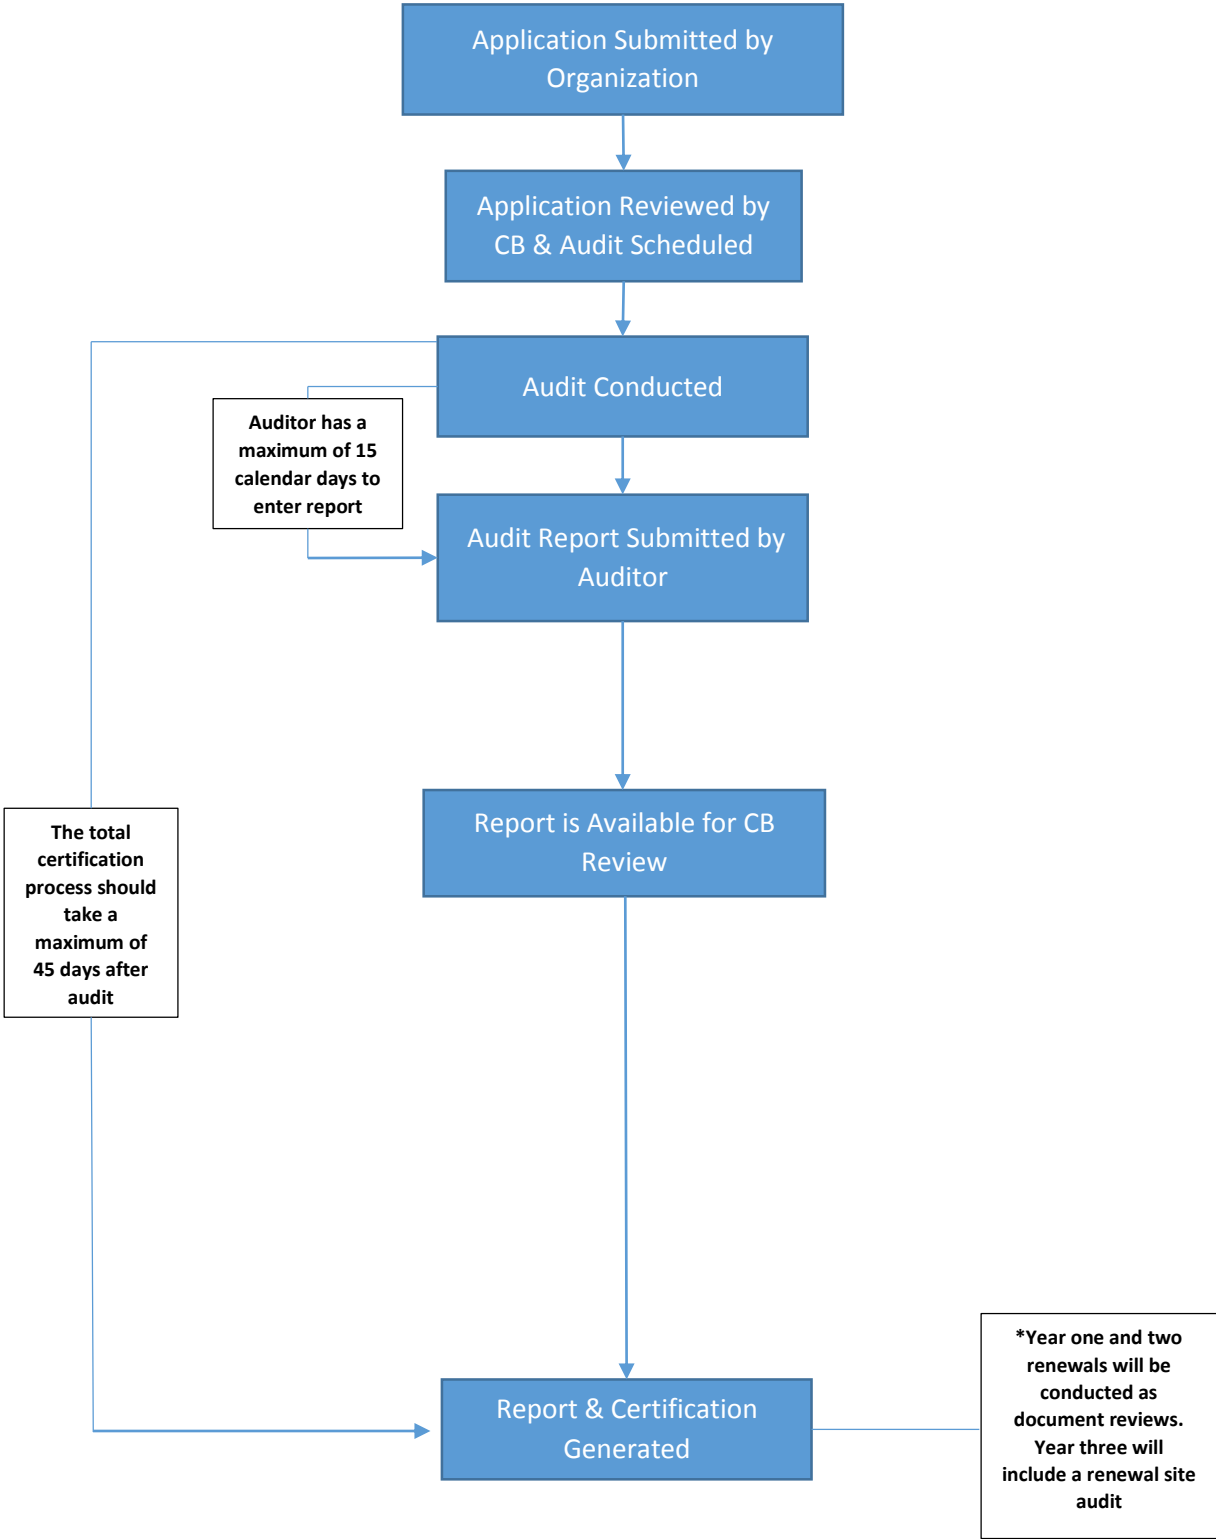 Application Submitted by
Organization
Application Reviewed by
CB & Audit Scheduled
Audit Conducted
Auditor has a
maximum of 15
calendar days to
enter report
Audit Report Submitted by
Auditor
Report is Available for CB
Review
The total
certification
process should
take a
maximum of
45 days after
audit
Report & Certification
Generated
*Year one and two
renewals will be
conducted as
document reviews.
Year three will
include a renewal site
audit